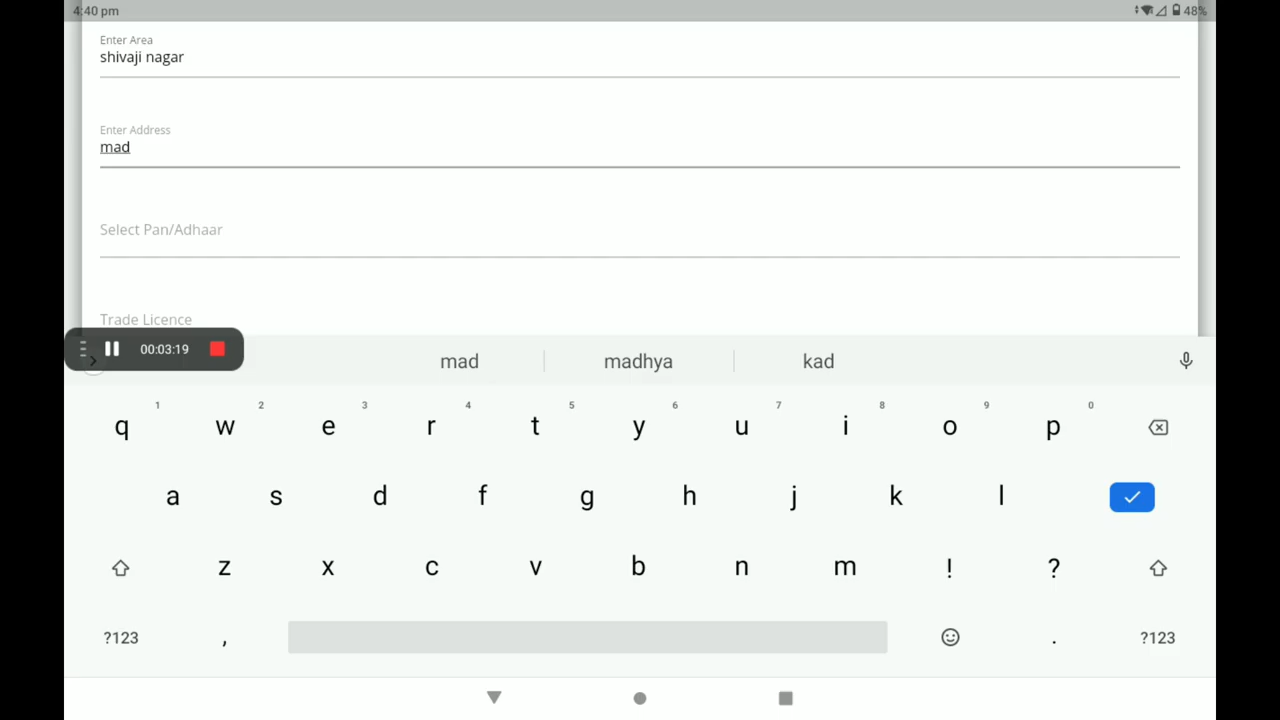 4:40 pm
48%
Enter Area
shivaji nagar
Enter Address
mad
Select Pan/Adhaar
Trade Licence
00:03:19
mad madhya kad
1 2 3 4 5 6 7 8 9 0
q w e r t y u i o p
a s d f g h j k l
z x c v b n m ! ?
?123 , . ?123